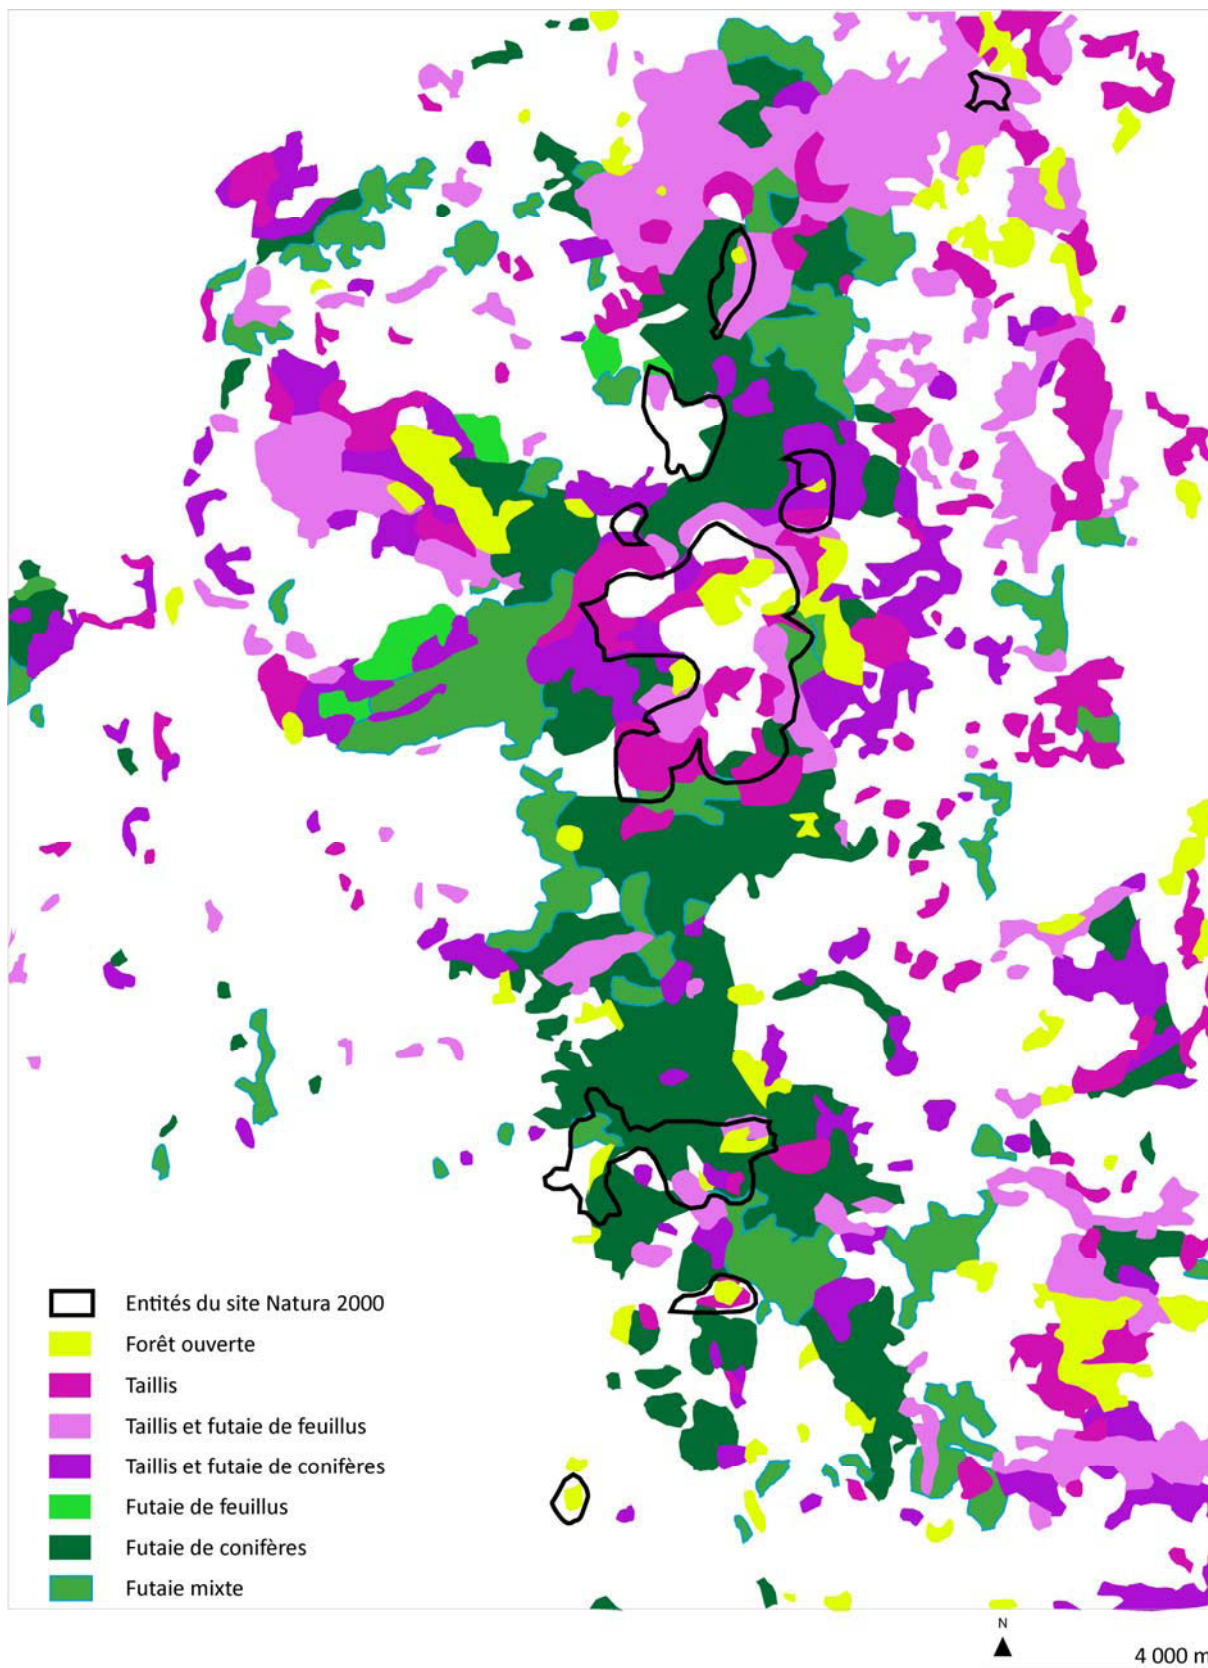 Entités du site Natura 2000
Forêt ouverte
Taillis
Taillis et futaie de feuillus
Taillis et futaie de conifères
Futaie de feuillus
Futaie de conifères
Futaie mixte
N
4 000 m